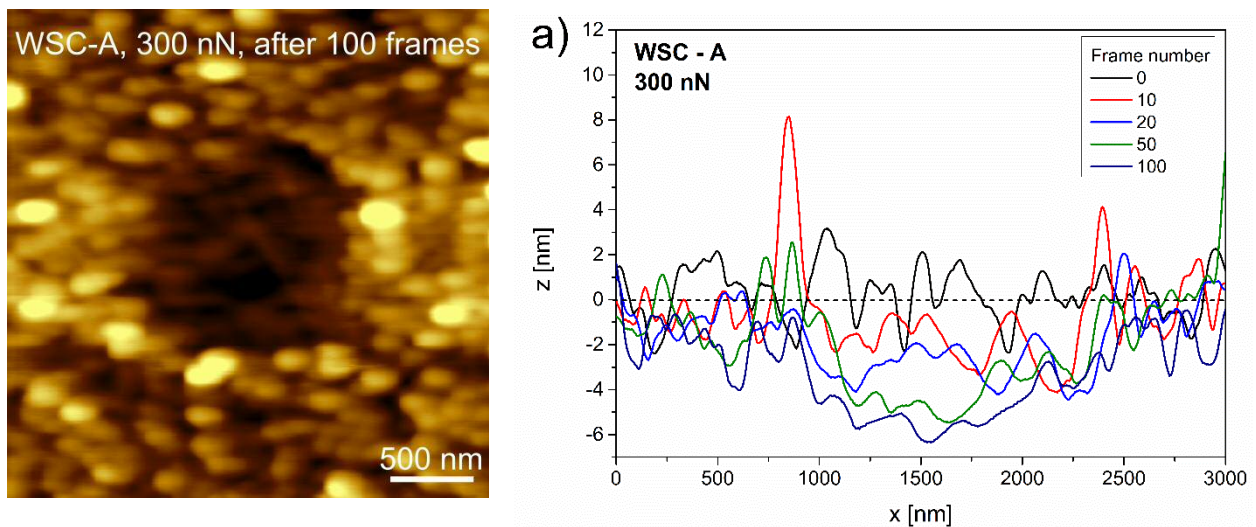 WSC-A, 300 nN, after 100 frames
500 nm
a)
WSC - A
300 nN
Frame number
0
10
20
50
100
12
10
8
6
4
2
0
-2
-4
-6
z [nm]
0 500 1000 1500 2000 2500 3000
x [nm]